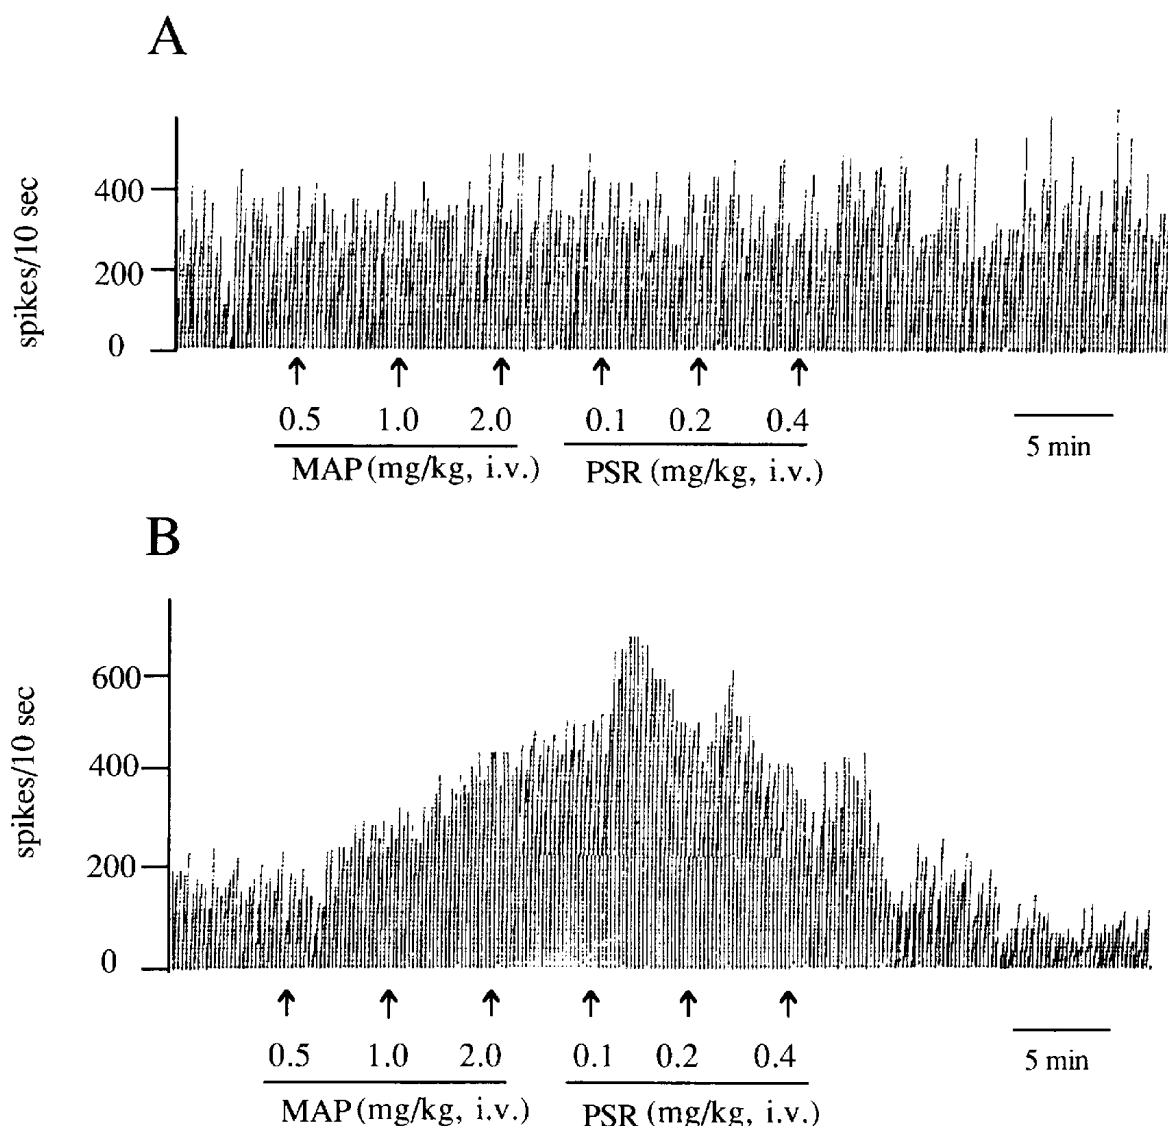 A
spikes/10 sec
400
200
0
0.5 1.0 2.0 0.1 0.2 0.4
MAP (mg/kg, i.v.) PSR (mg/kg, i.v.)
5 min
B
spikes/10 sec
600
400
200
0
0.5 1.0 2.0 0.1 0.2 0.4
MAP (mg/kg, i.v.) PSR (mg/kg, i.v.)
5 min